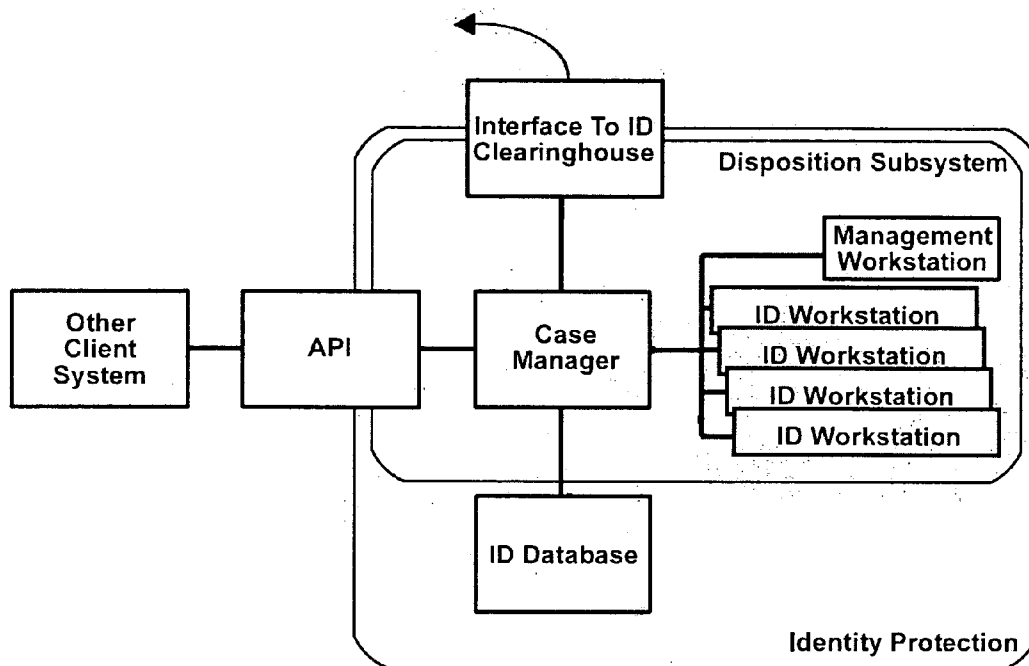 Interface To ID
Clearinghouse
Disposition Subsystem
Management
Workstation
Other
Client
System
API
Case
Manager
ID Workstation
ID Workstation
ID Workstation
ID Workstation
ID Database
Identity Protection